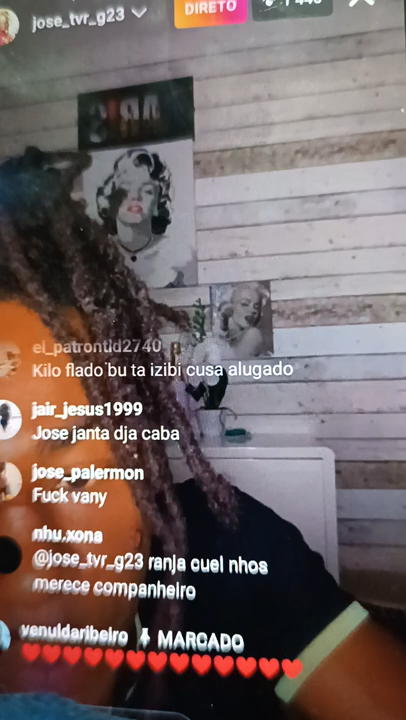 jose_tvr_g23
DIRETO
el_patrontid2740
Kilo flado bu ta izibi cusa alugado
jair_jesus1999
Jose janta dja caba
jose_palermon
Fuck vany
nhu.xona
@jose_tvr_g23 ranja ouel nhos
merece companheiro
venuldaribeiro MARCADO